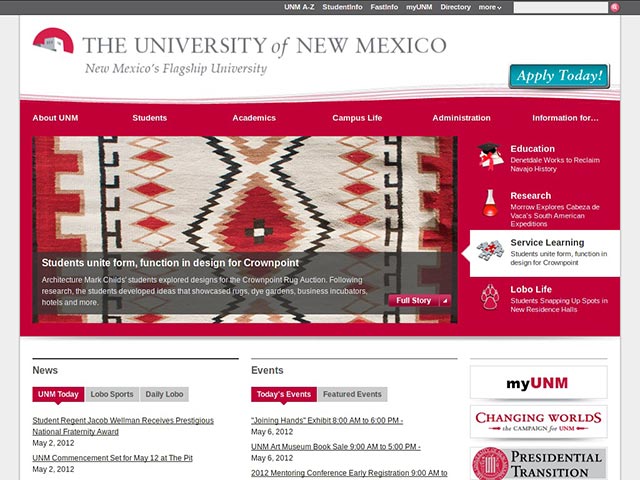 UNM A-Z StudentInfo FastInfo myUNM Directory more
THE UNIVERSITY of NEW MEXICO
New Mexico's Flagship University
Apply Today!
About UNM Students Academics Campus Life Administration Information for...
Students unite form, function in design for Crownpoint
Architecture Mark Childs' students explored designs for the Crownpoint Rug Auction. Following
research, the students developed ideas that showcased rugs, dye gardens, business incubators,
hotels and more.
Full Story
Education
Denetdale Works to Reclaim
Navajo History
Research
Morrow Explores Cabeza de
Vaca's South American
Expeditions
Service Learning
Students unite form, function in
design for Crownpoint
Lobo Life
Students Snapping Up Spots in
New Residence Halls
News
UNM Today Lobo Sports Daily Lobo
Student Regent Jacob Wellman Receives Prestigious
National Fraternity Award
May 2, 2012
UNM Commencement Set for May 12 at The Pit
May 2, 2012
Events
Today's Events Featured Events
"Joining Hands" Exhibit 8:00 AM to 6:00 PM -
May 6, 2012
UNM Art Museum Book Sale 9:00 AM to 5:00 PM -
May 6, 2012
2012 Mentoring Conference Early Registration 9:00 AM to
myUNM
CHANGING WORLDS
the CAMPAIGN for UNM
PRESIDENTIAL
TRANSITION